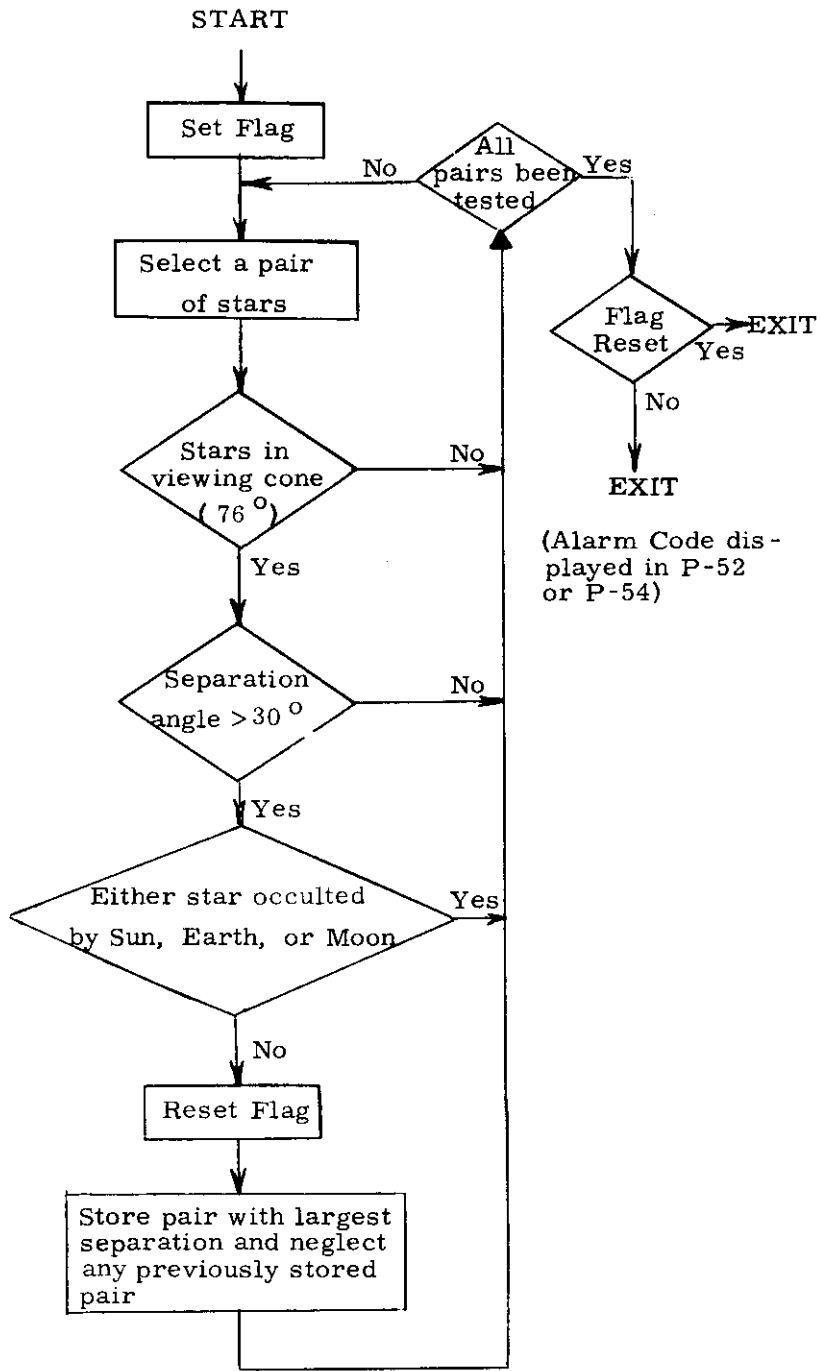 START
Set Flag
All
pairs been
tested
No
Yes
Select a pair
of stars
Flag
Reset
EXIT
Yes
No
EXIT
(Alarm Code dis-
played in P-52
or P-54)
Stars in
viewing cone
(76°)
No
Yes
Separation
angle >30°
No
Yes
Either star occulted
by Sun, Earth, or Moon
Yes
No
Reset Flag
Store pair with largest
separation and neglect
any previously stored
pair